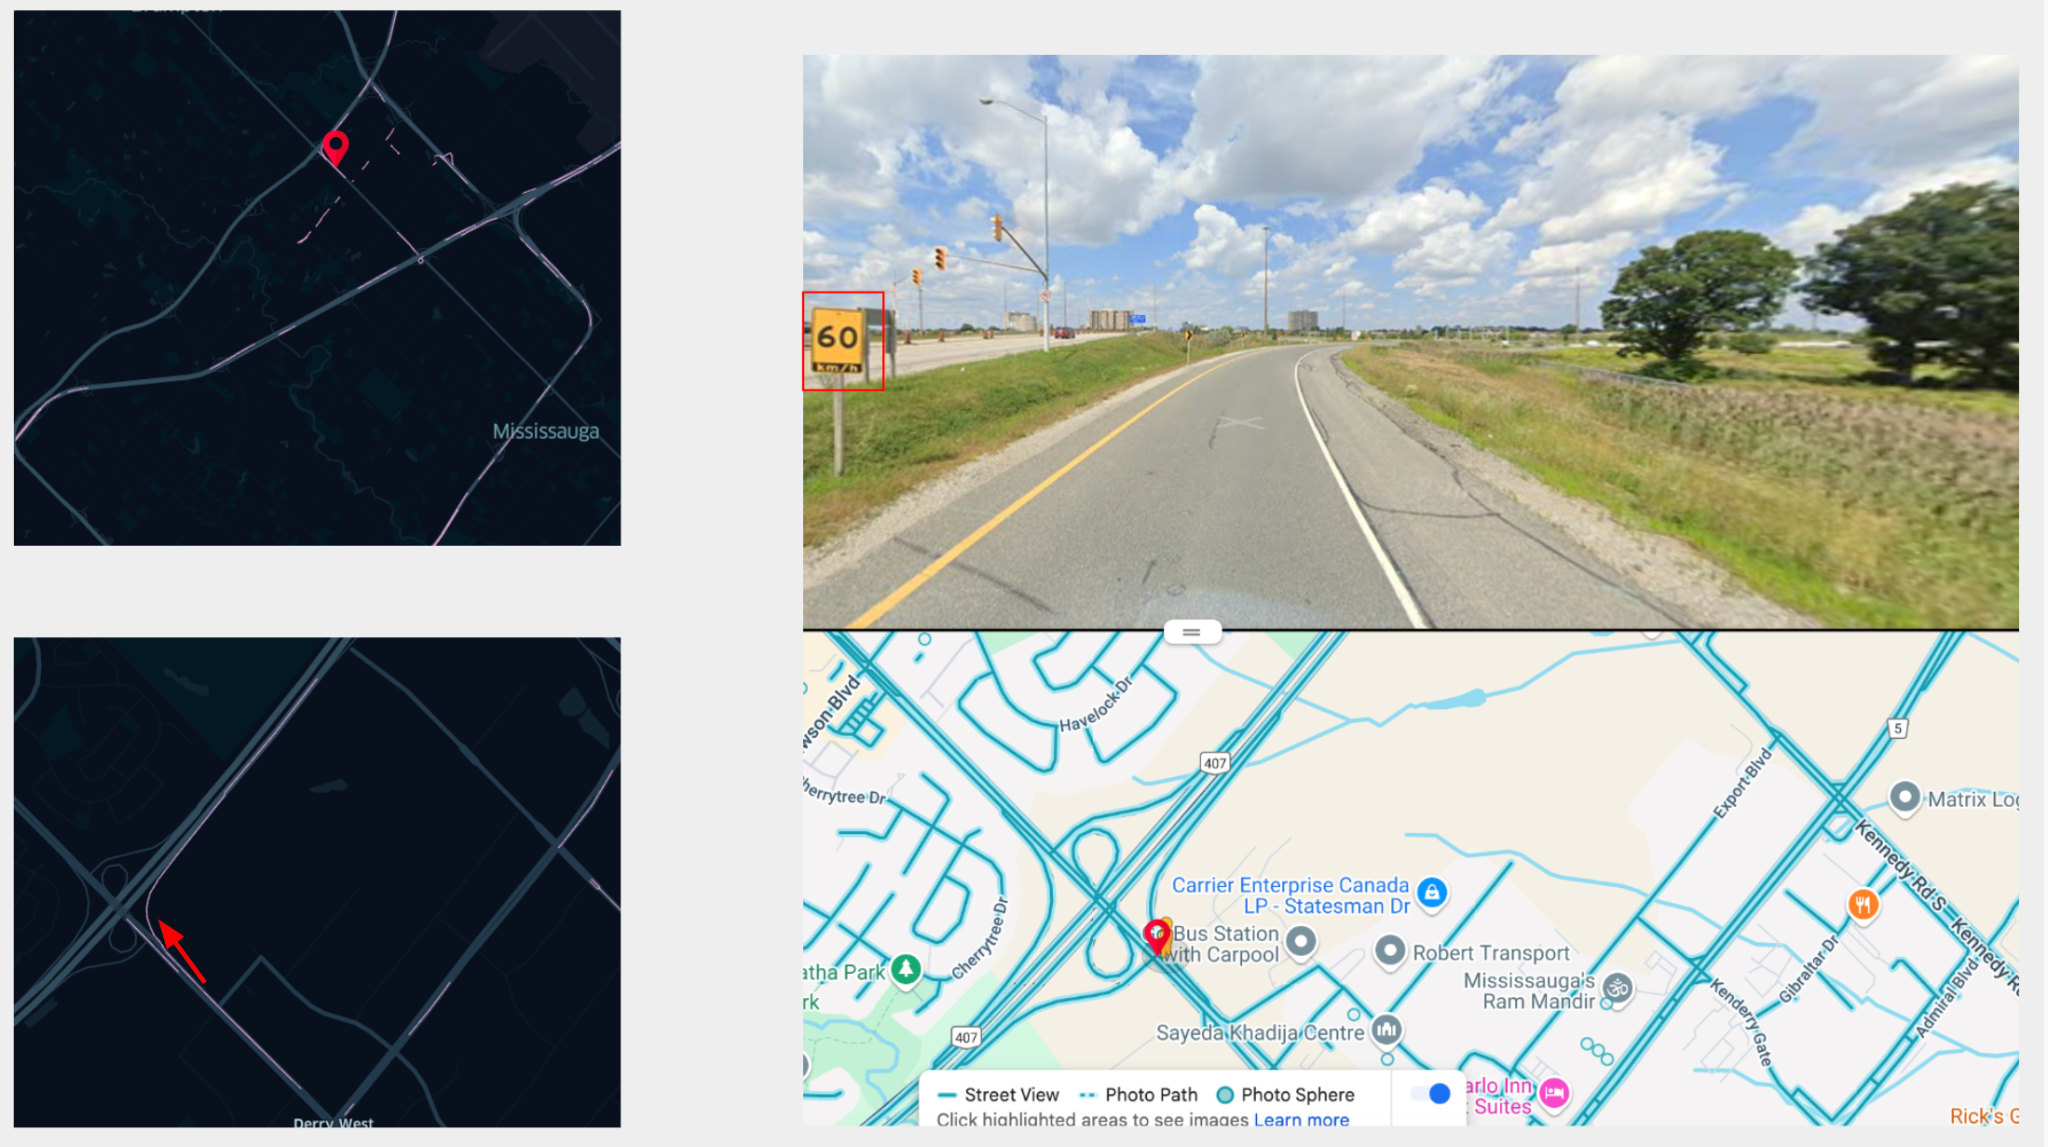 Mississauga
Derry West
60
km/h
wson Blvd
Havelock Dr
407
5
herrytree Dr
Export Blvd
Matrix Log
Carrier Enterprise Canada
LP - Statesman Dr
Kennedy Rd S
Kennedy Rd
Cherrytree Dr
Bus Station
with Carpool
Robert Transport
atha Park
rk
Mississauga's
Ram Mandir
Gibraltar Dr
Kenderry Gate
Admiral Blvd
Sayeda Khadija Centre
407
arlo Inn
t Suites
Rick's G
Street View
Photo Path
Photo Sphere
Click highlighted areas to see images Learn more